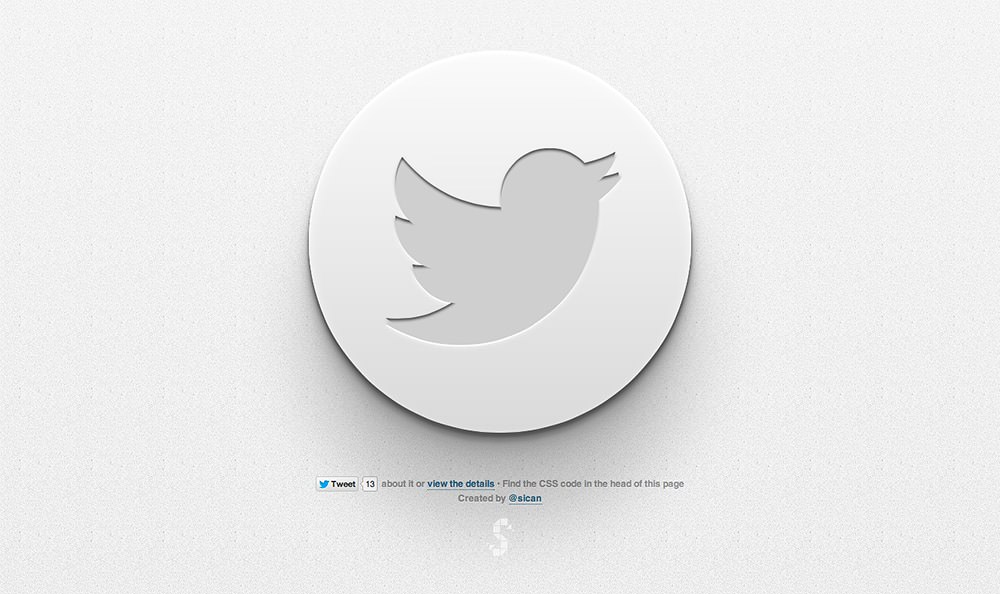 Tweet 13 about it or view the details • Find the CSS code in the head of this page
Created by @sican
S